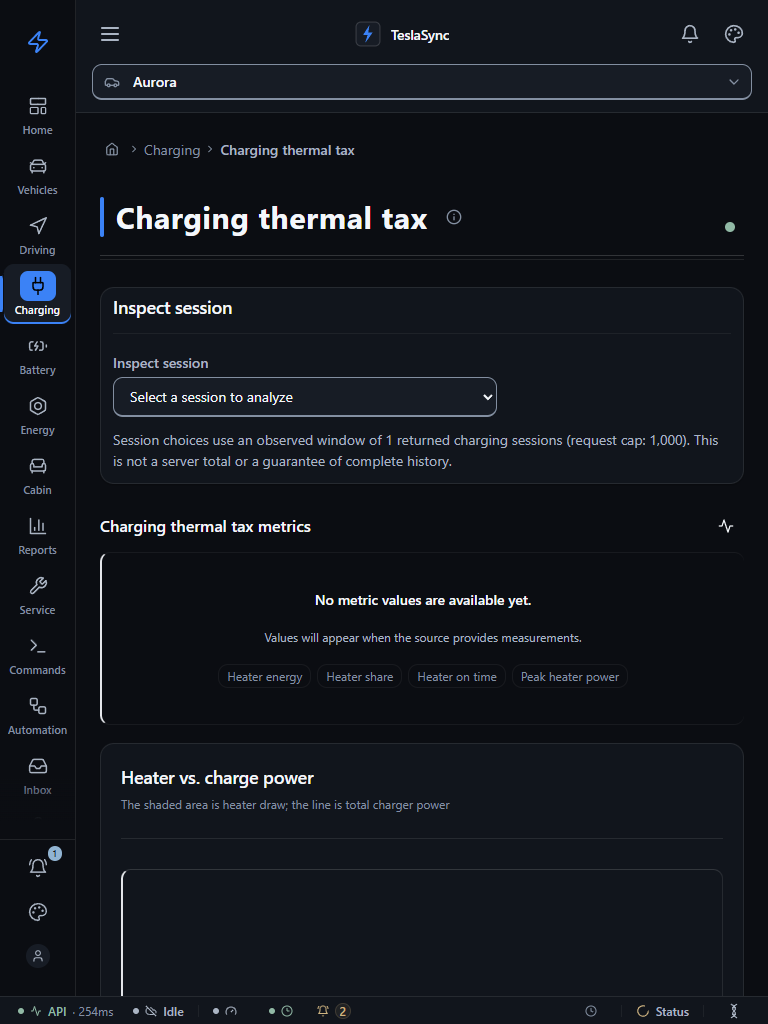 TeslaSync
Aurora
Home
Vehicles
Driving
Charging
Battery
Energy
Cabin
Reports
Service
Commands
Automation
Inbox
1
Charging > Charging thermal tax
Charging thermal tax
Inspect session
Inspect session
Select a session to analyze
Session choices use an observed window of 1 returned charging sessions (request cap: 1,000). This
is not a server total or a guarantee of complete history.
Charging thermal tax metrics
No metric values are available yet.
Values will appear when the source provides measurements.
Heater energy Heater share Heater on time Peak heater power
Heater vs. charge power
The shaded area is heater draw; the line is total charger power
API · 254ms Idle 2 Status